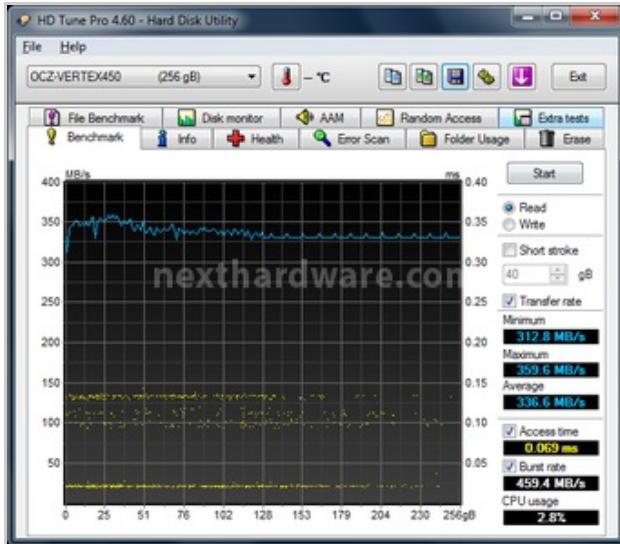 HD Tune Pro 4.60 - Hard Disk Utility
File Help
OCZ-VERTEX450 (256 gB)
– °C
Exit
File Benchmark Disk monitor AAM Random Access Extra tests
Benchmark Info Health Error Scan Folder Usage Erase
MB/s ms
400 0.40
350 0.35
300 0.30
250 0.25
200 0.20
150 0.15
100 0.10
50 0.05
0 25 51 76 102 128 153 179 204 230 256gB
nexthardware.com
Start
Read
Write
Short stroke
40 gB
Transfer rate
Minimum
312.8 MB/s
Maximum
359.6 MB/s
Average
336.6 MB/s
Access time
0.069 ms
Burst rate
459.4 MB/s
CPU usage
2.8%